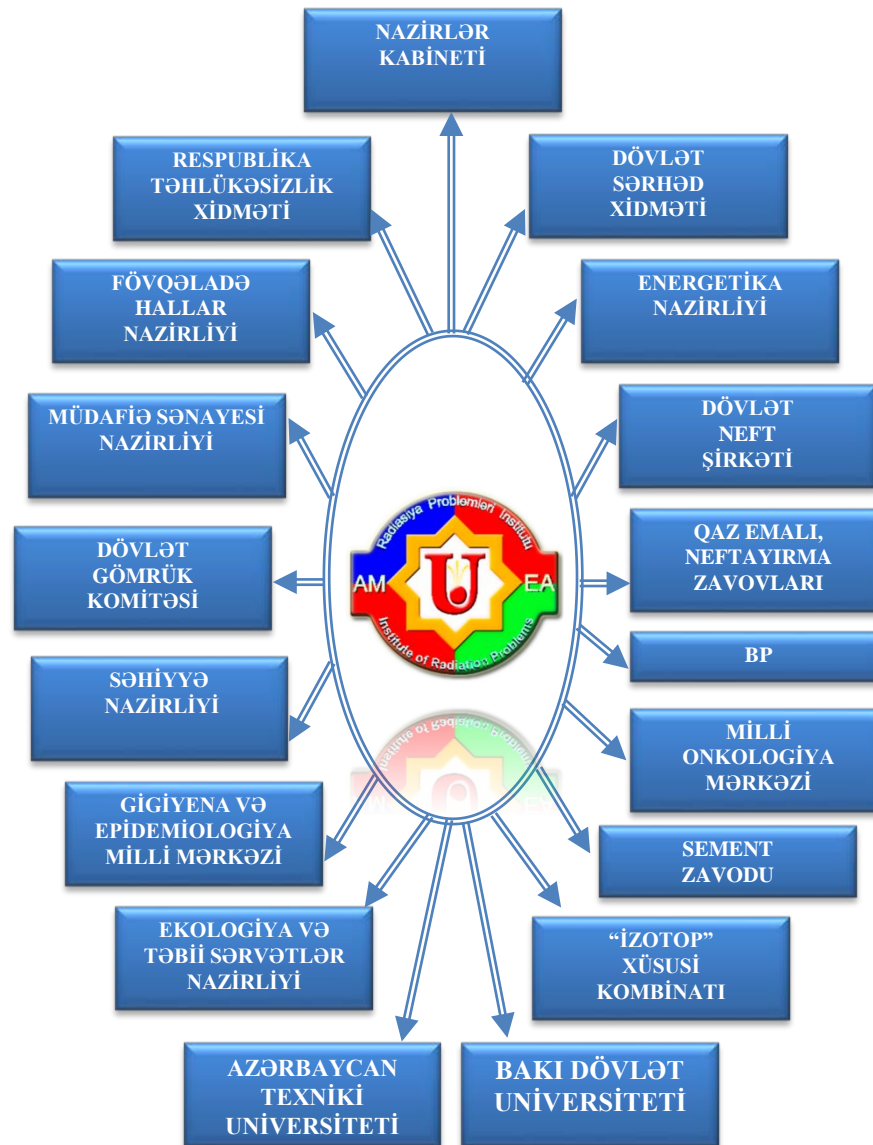 NAZİRLƏR
KABİNETİ
RESPUBLİKA
TƏHLÜKƏSİZLİK
XİDMƏTİ
DÖVLƏT
SƏRHƏD
XİDMƏTİ
FÖVQƏLADƏ
HALLAR
NAZİRLİYİ
ENERGETİKA
NAZİRLİYİ
MÜDAFİƏ SƏNAYESİ
NAZİRLİYİ
DÖVLƏT
NEFT
ŞİRKƏTİ
Radiasiya Problemləri İnstitutu
AM
EA
Institute of Radiation Problems
DÖVLƏT
GÖMRÜK
KOMİTƏSİ
QAZ EMALI,
NEFTAYIRMA
ZAVOVLARI
BP
SƏHİYYƏ
NAZİRLİYİ
MİLLİ
ONKOLOGİYA
MƏRKƏZİ
GİGİYENA VƏ
EPİDEMİOLOGİYA
MİLLİ MƏRKƏZİ
SEMENT
ZAVODU
EKOLOGİYA VƏ
TƏBİİ SƏRVƏTLƏR
NAZİRLİYİ
“İZOTOP”
XÜSUSİ
KOMBİNATI
AZƏRBAYCAN
TEXNİKİ
UNİVERSİTETİ
BAKI DÖVLƏT
UNİVERSİTETİ